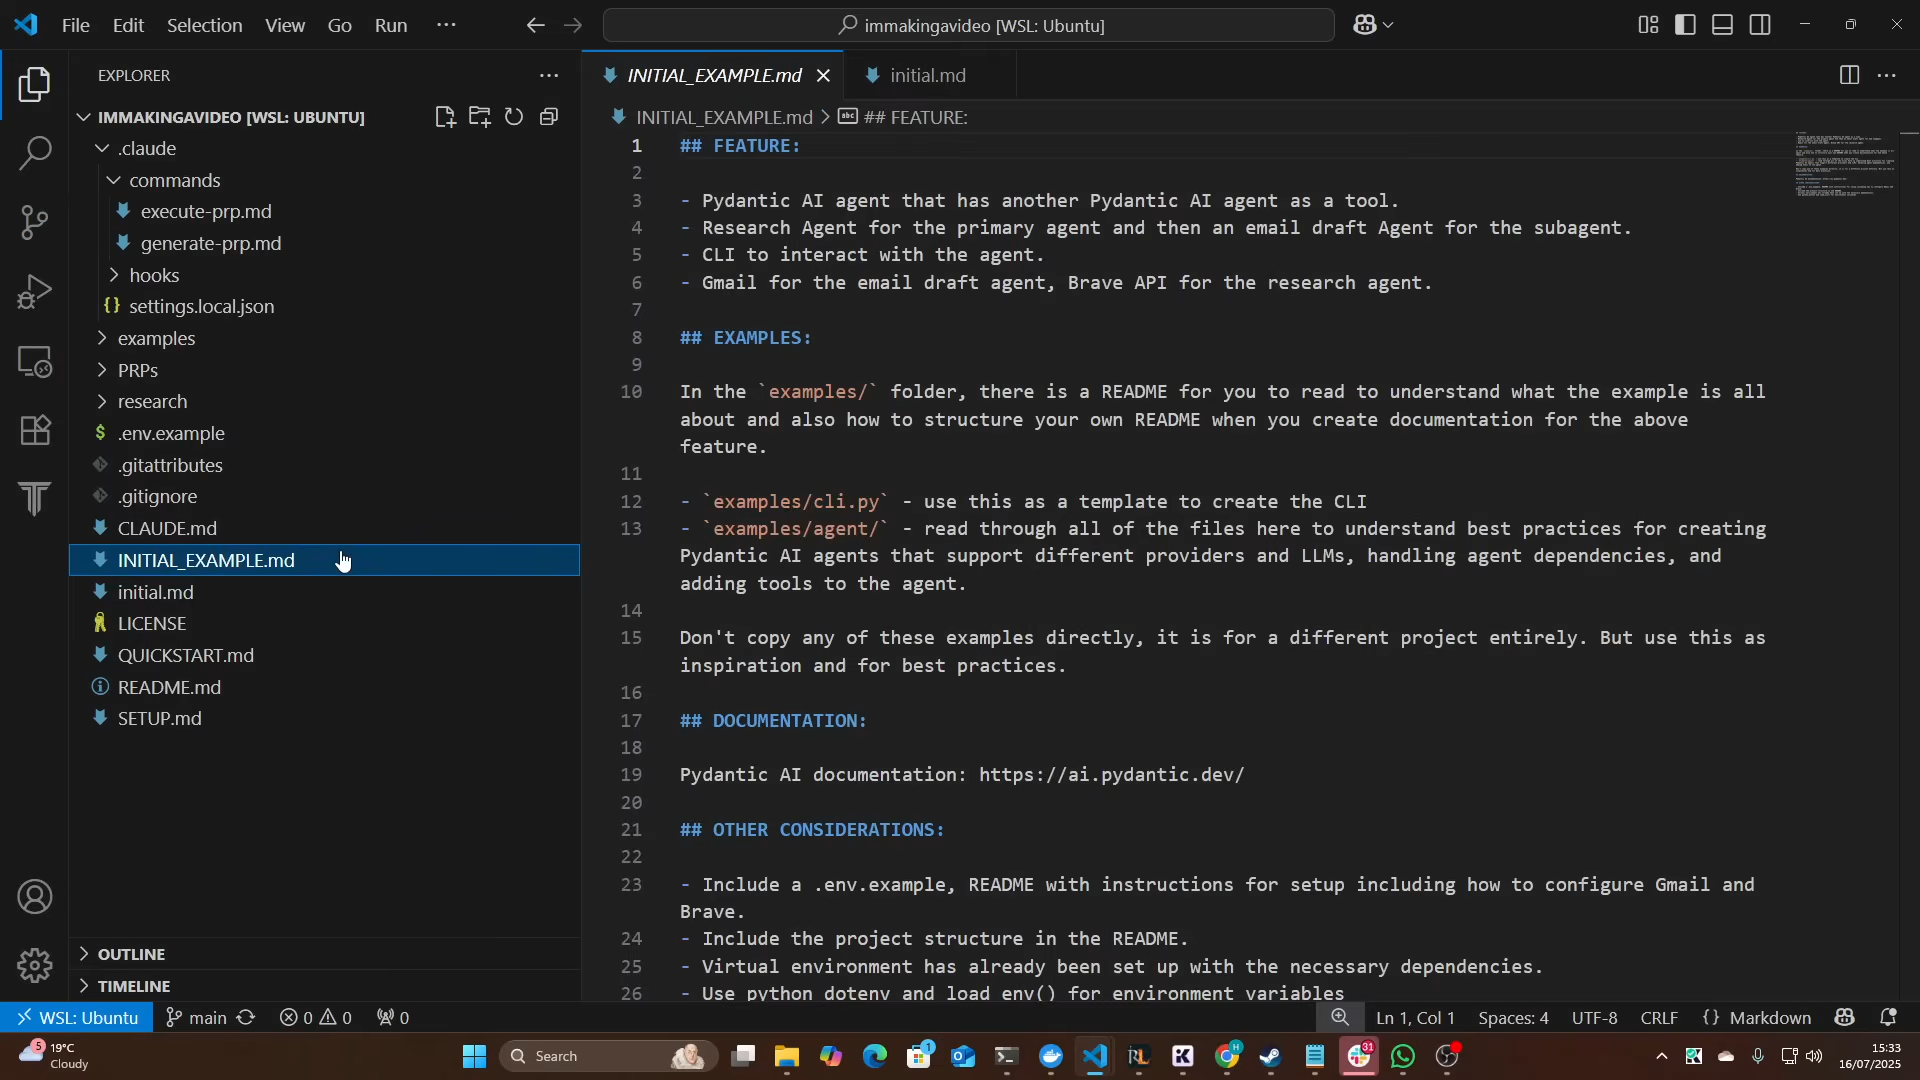 File Edit Selection View Go Run ···
immakingavideo [WSL: Ubuntu]
EXPLORER
IMMAKINGAVIDEO [WSL: UBUNTU]
.claude
commands
execute-prp.md
generate-prp.md
hooks
{} settings.local.json
examples
PRPs
research
$ .env.example
.gitattributes
.gitignore
CLAUDE.md
INITIAL_EXAMPLE.md
initial.md
LICENSE
QUICKSTART.md
README.md
SETUP.md
OUTLINE
TIMELINE
INITIAL_EXAMPLE.md
initial.md
INITIAL_EXAMPLE.md > abc ## FEATURE:
1 ## FEATURE:
2
3 - Pydantic AI agent that has another Pydantic AI agent as a tool.
4 - Research Agent for the primary agent and then an email draft Agent for the subagent.
5 - CLI to interact with the agent.
6 - Gmail for the email draft agent, Brave API for the research agent.
7
8 ## EXAMPLES:
9
10 In the `examples/` folder, there is a README for you to read to understand what the example is all
about and also how to structure your own README when you create documentation for the above
feature.
11
12 - `examples/cli.py` - use this as a template to create the CLI
13 - `examples/agent/` - read through all of the files here to understand best practices for creating
Pydantic AI agents that support different providers and LLMs, handling agent dependencies, and
adding tools to the agent.
14
15 Don't copy any of these examples directly, it is for a different project entirely. But use this as
inspiration and for best practices.
16
17 ## DOCUMENTATION:
18
19 Pydantic AI documentation: https://ai.pydantic.dev/
20
21 ## OTHER CONSIDERATIONS:
22
23 - Include a .env.example, README with instructions for setup including how to configure Gmail and
Brave.
24 - Include the project structure in the README.
25 - Virtual environment has already been set up with the necessary dependencies.
26 - Use python dotenv and load env() for environment variables
WSL: Ubuntu main 0 0 0
Ln 1, Col 1 Spaces: 4 UTF-8 CRLF {} Markdown
5 19°C
Cloudy
Search
1
RL
K
H
31
15:33
16/07/2025